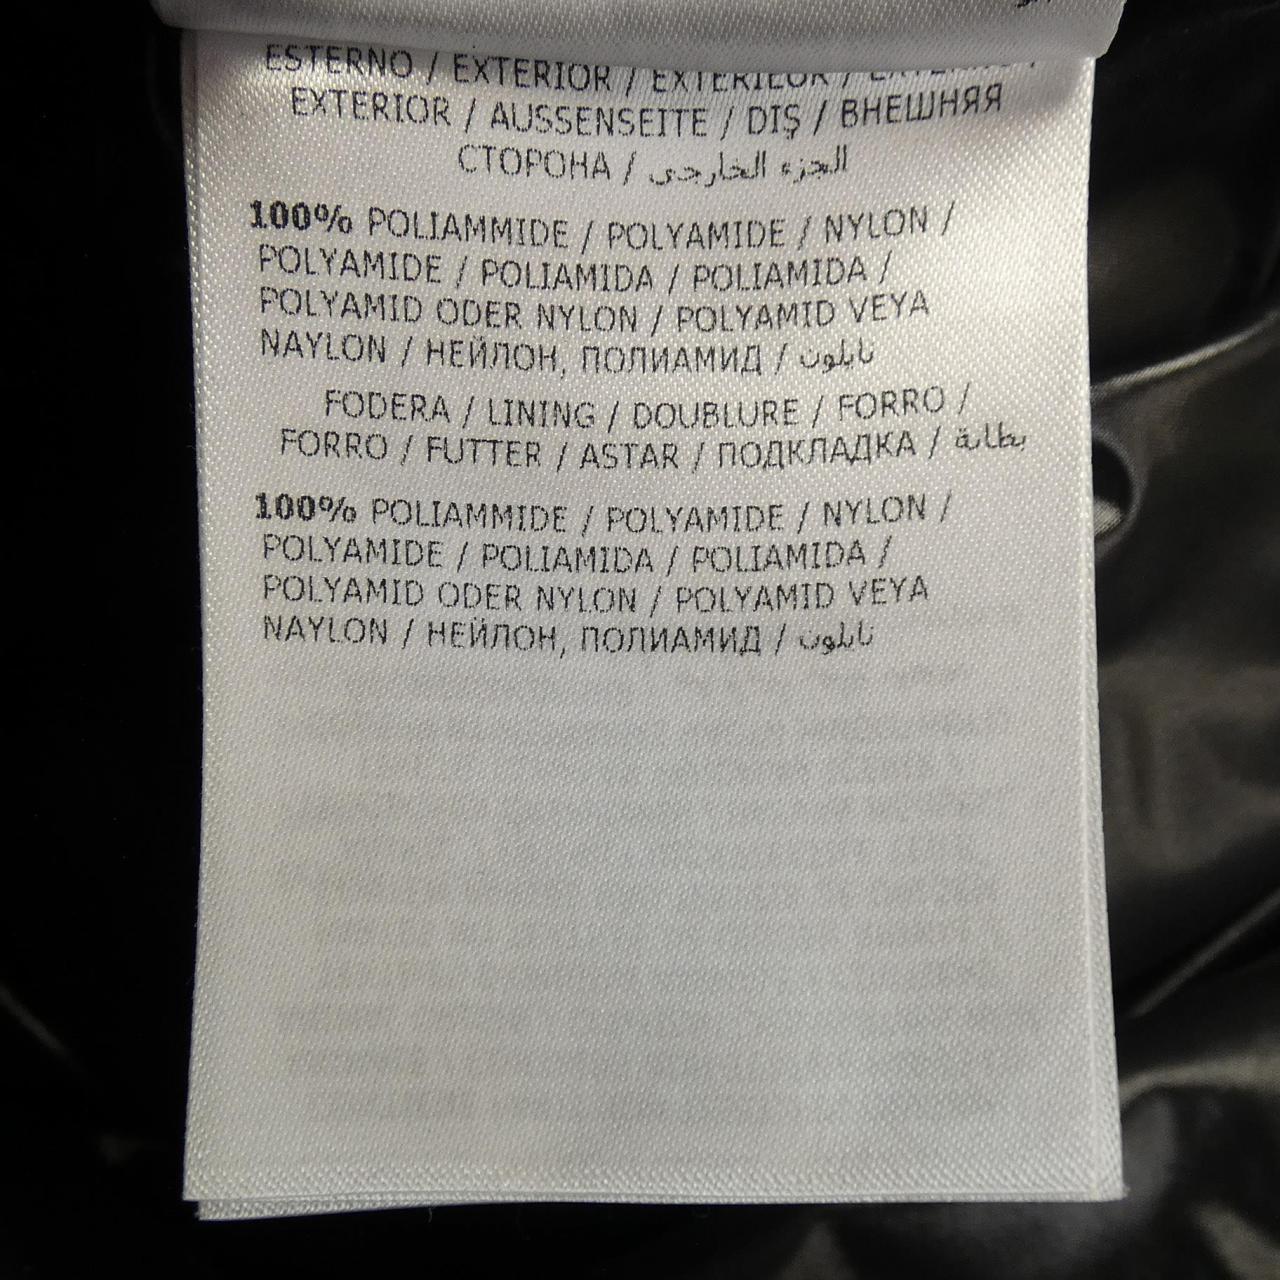 ESTERNO / EXTERIOR / EXTERIEUR / EXTERIOR /
EXTERIOR / AUSSENSEITE / DIŞ / ВНЕШНЯЯ
СТОРОНА / الجزء الخارجى
100% POLIAMMIDE / POLYAMIDE / NYLON /
POLYAMIDE / POLIAMIDA / POLIAMIDA /
POLYAMID ODER NYLON / POLYAMID VEYA
NAYLON / НЕЙЛОН, ПОЛИАМИД / نايلون
FODERA / LINING / DOUBLURE / FORRO /
FORRO / FUTTER / ASTAR / ПОДКЛАДКА / بطانة
100% POLIAMMIDE / POLYAMIDE / NYLON /
POLYAMIDE / POLIAMIDA / POLIAMIDA /
POLYAMID ODER NYLON / POLYAMID VEYA
NAYLON / НЕЙЛОН, ПОЛИАМИД / نايلون